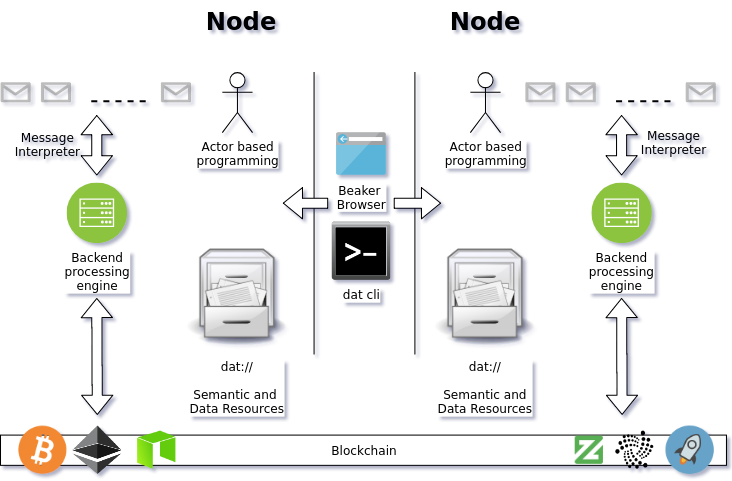 Node
Node
Message
Interpreter
Actor based
programming
Beaker
Browser
Actor based
programming
Message
Interpreter
Backend
processing
engine
dat cli
Backend
processing
engine
dat://
Semantic and
Data Resources
dat://
Semantic and
Data Resources
Blockchain